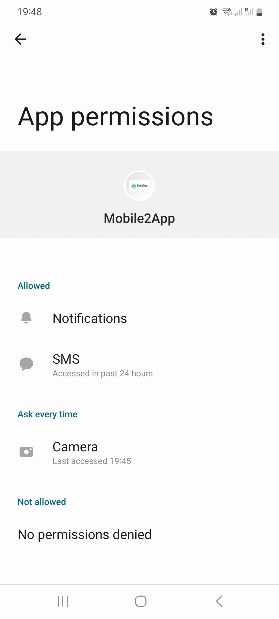 19:48
App permissions
Mobile2App
Allowed
Notifications
SMS
Accessed in past 24 hours
Ask every time
Camera
Last accessed 19:45
Not allowed
No permissions denied